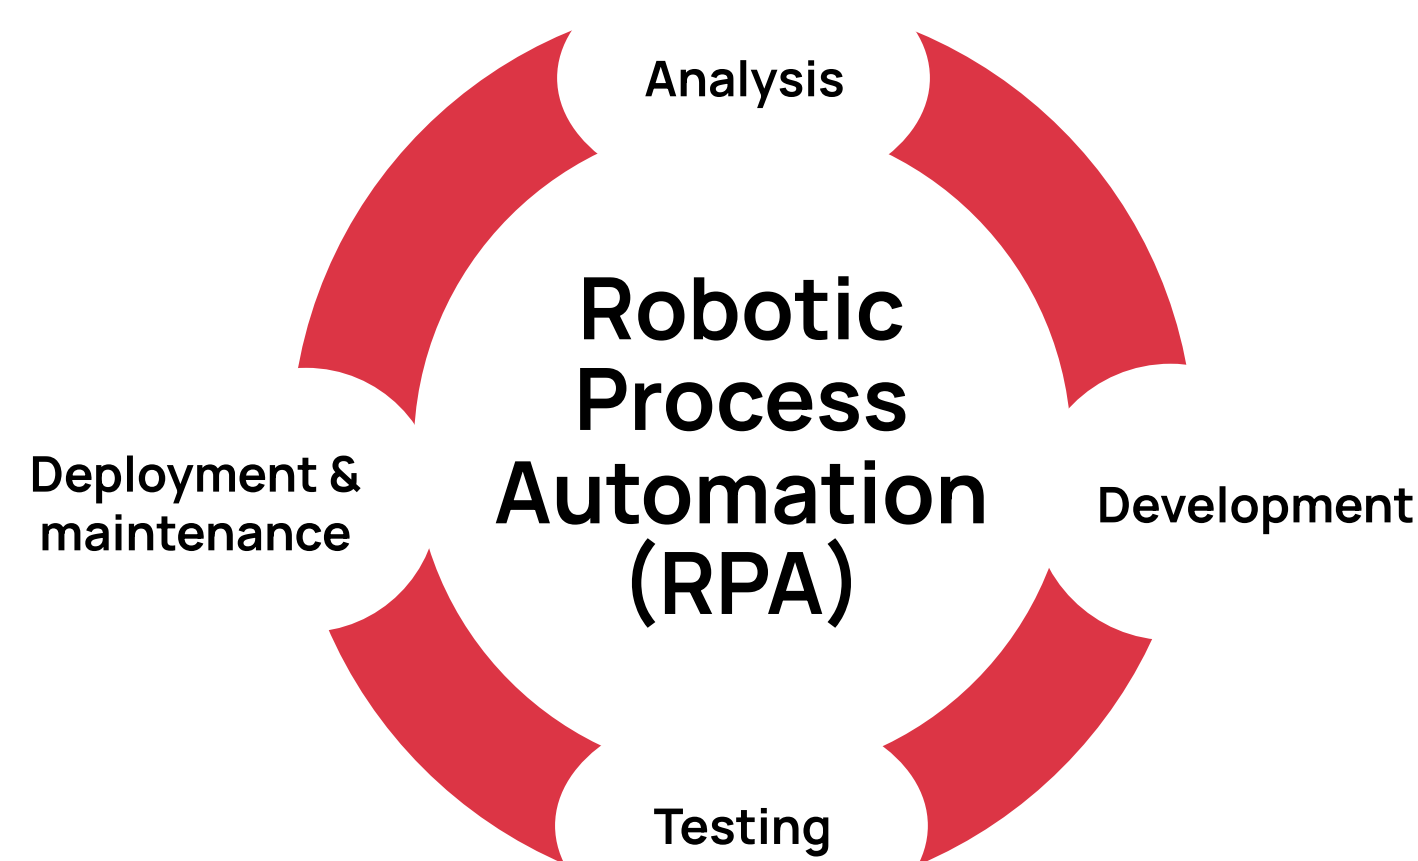 Analysis
Robotic
Process
Automation
(RPA)
Deployment &
maintenance
Development
Testing